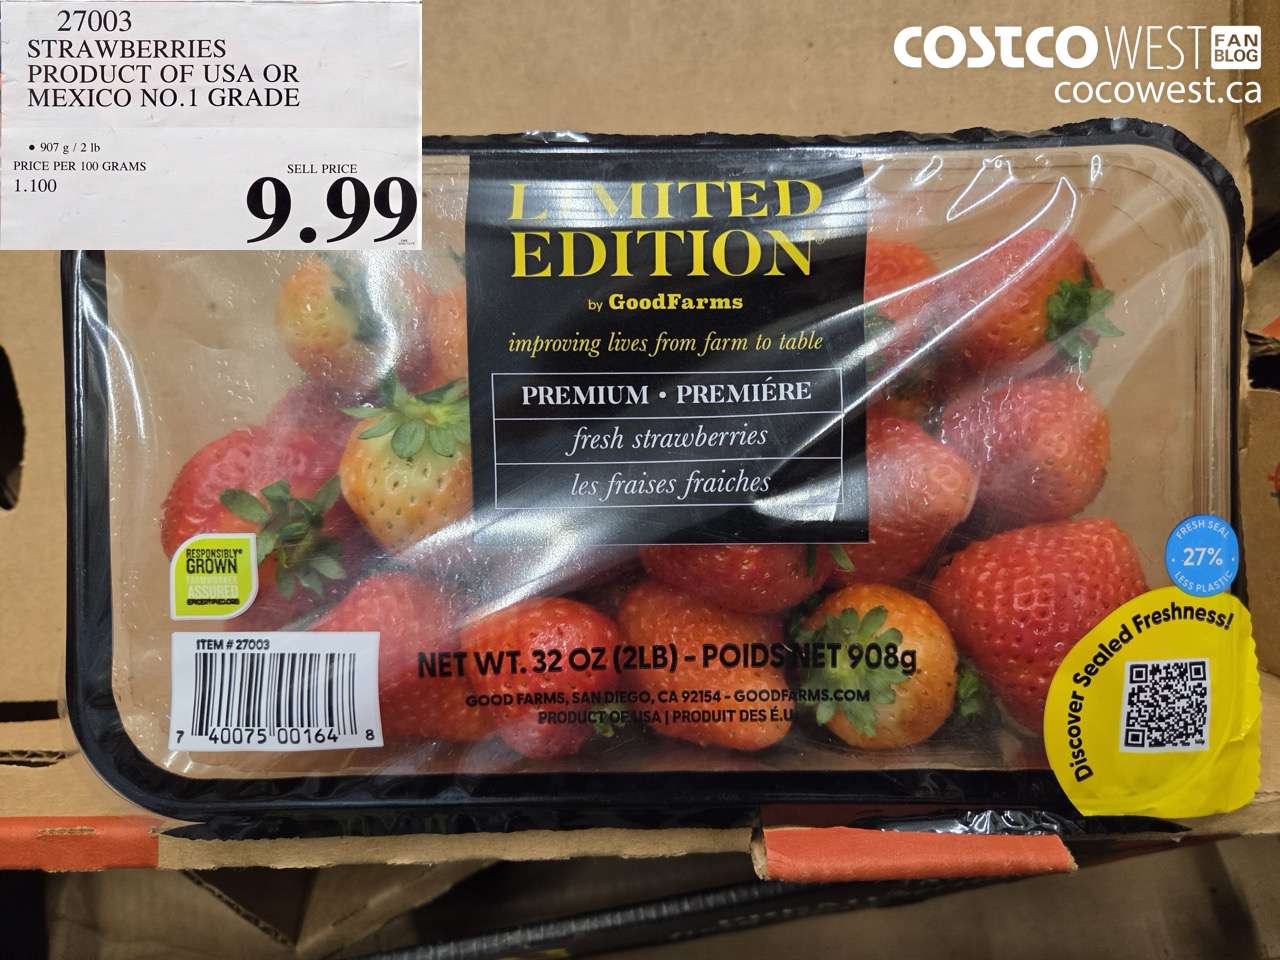 27003
STRAWBERRIES
PRODUCT OF USA OR
MEXICO NO.1 GRADE
• 907 g / 2 lb
PRICE PER 100 GRAMS
1.100
SELL PRICE
9.99
COSTCO WEST FAN BLOG
cocowest.ca
LIMITED
EDITION®
by GoodFarms
improving lives from farm to table
PREMIUM • PREMIÉRE
fresh strawberries
les fraises fraiches
RESPONSIBLY®
GROWN
FARMWORKER
ASSURED
FRESH SEAL
27%
LESS PLASTIC
Discover Sealed Freshness!
ITEM # 27003
7 40075 00164 8
NET WT. 32 OZ (2LB) - POIDS NET 908g
GOOD FARMS, SAN DIEGO, CA 92154 - GOODFARMS.COM
PRODUCT OF USA | PRODUIT DES É.U.